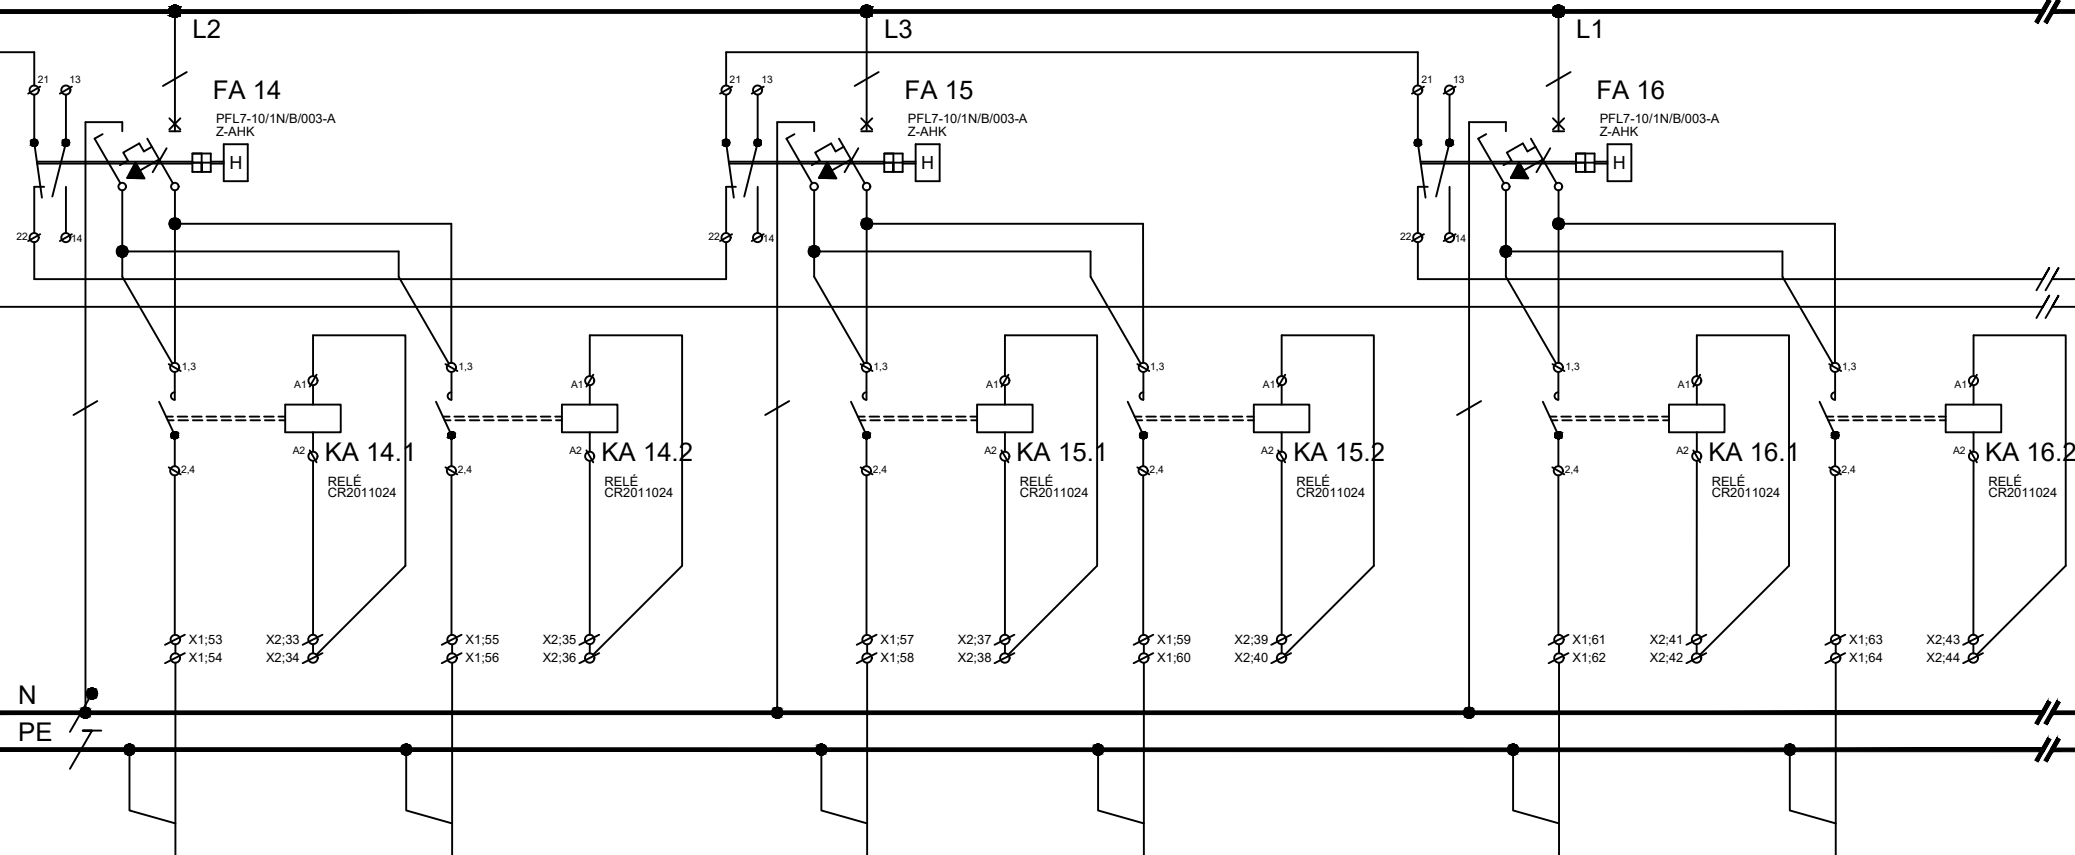 L2 L3 L1
21 13 21 13 21 13
FA 14 FA 15 FA 16
PFL7-10/1N/B/003-A PFL7-10/1N/B/003-A PFL7-10/1N/B/003-A
Z-AHK Z-AHK Z-AHK
H H H
22 14 22 14 22 14
1,3 1,3 1,3 1,3 1,3 1,3
A1 A1 A1 A1 A1 A1
A2 KA 14.1 A2 KA 14.2 A2 KA 15.1 A2 KA 15.2 A2 KA 16.1 A2 KA 16.2
2,4 2,4 2,4 2,4 2,4 2,4
RELÉ RELÉ RELÉ RELÉ RELÉ RELÉ
CR2011024 CR2011024 CR2011024 CR2011024 CR2011024 CR2011024
X1;53 X2;33 X1;55 X2;35 X1;57 X2;37 X1;59 X2;39 X1;61 X2;41 X1;63 X2;43
X1;54 X2;34 X1;56 X2;36 X1;58 X2;38 X1;60 X2;40 X1;62 X2;42 X1;64 X2;44
N
PE